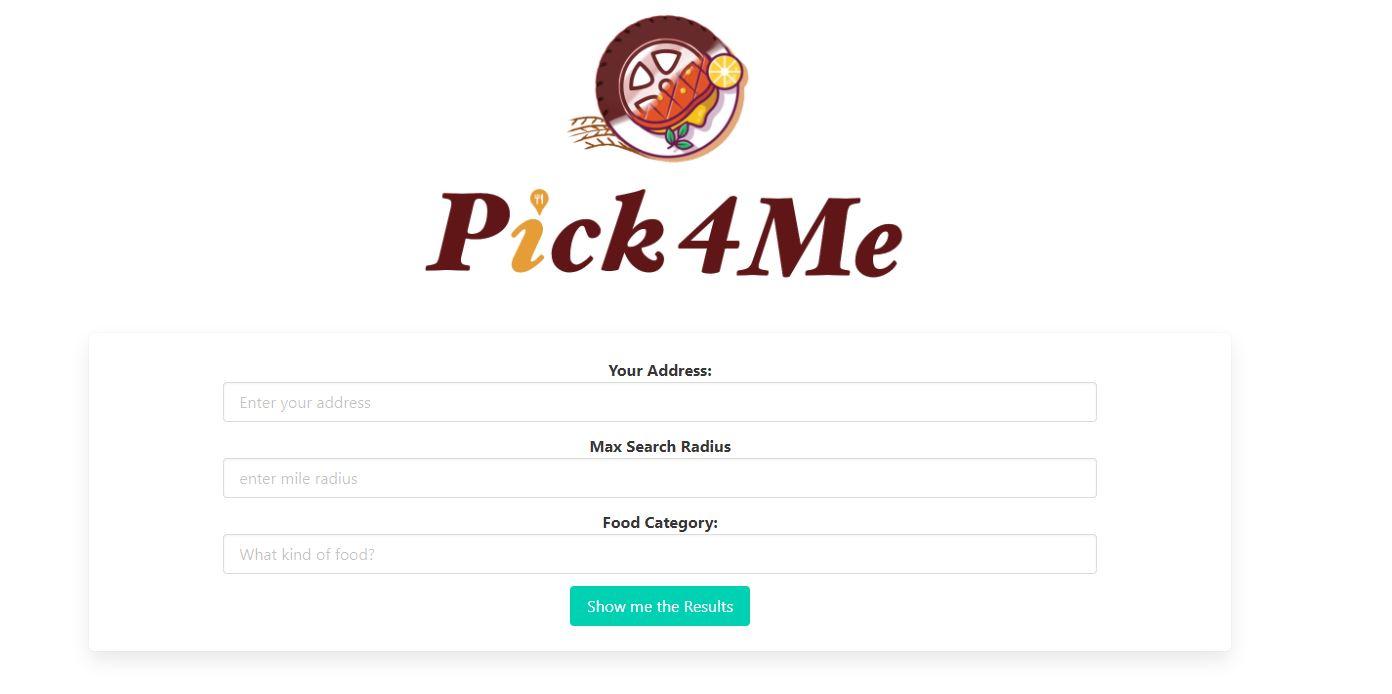 Pick4Me
Your Address:
Enter your address
Max Search Radius
enter mile radius
Food Category:
What kind of food?
Show me the Results